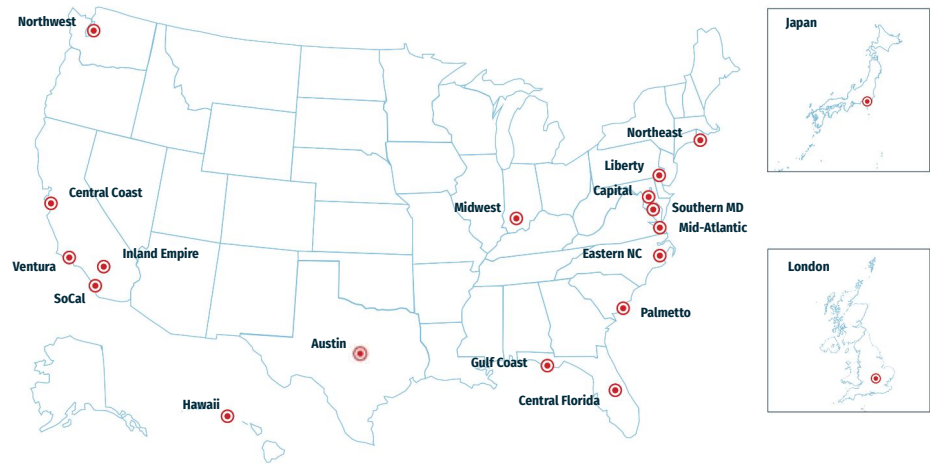 Northwest
Japan
Northeast
Liberty
Capital
Central Coast
Midwest
Southern MD
Mid-Atlantic
Inland Empire
Eastern NC
Ventura
London
SoCal
Palmetto
Austin
Gulf Coast
Central Florida
Hawaii